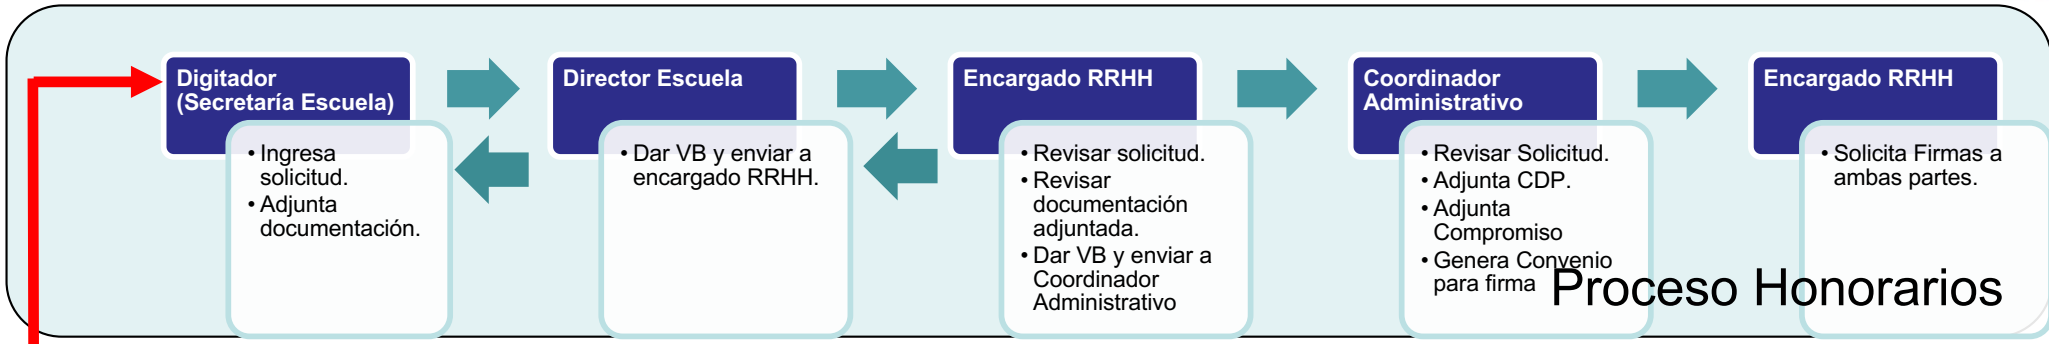 Digitador
(Secretaría Escuela)
• Ingresa
solicitud.
• Adjunta
documentación.
Director Escuela
• Dar VB y enviar a
encargado RRHH.
Encargado RRHH
• Revisar solicitud.
• Revisar
documentación
adjuntada.
• Dar VB y enviar a
Coordinador
Administrativo
Coordinador
Administrativo
• Revisar Solicitud.
• Adjunta CDP.
• Adjunta
Compromiso
• Genera Convenio
para firma
Encargado RRHH
• Solicita Firmas a
ambas partes.
Proceso Honorarios